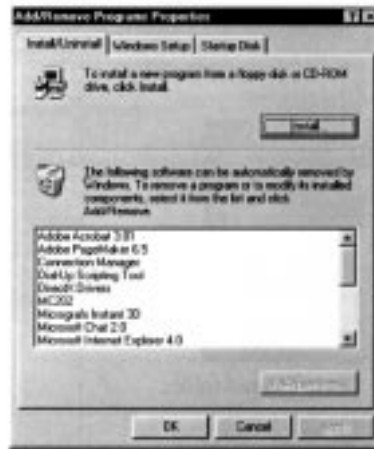 Add/Remove Programs Properties
Install/Uninstall Windows Setup Startup Disk
To install a new program from a floppy disk or CD-ROM
drive, click Install.
Install...
The following software can be automatically removed by
Windows. To remove a program or to modify its installed
components, select it from the list and click
Add/Remove.
Adobe Acrobat 3.01
Adobe PageMaker 6.5
Connection Manager
Dial-Up Scripting Tool
DirectX Drivers
MC202
Micrografx Instant 3D
Microsoft Chat 2.0
Microsoft Internet Explorer 4.0
Add/Remove...
OK Cancel Apply